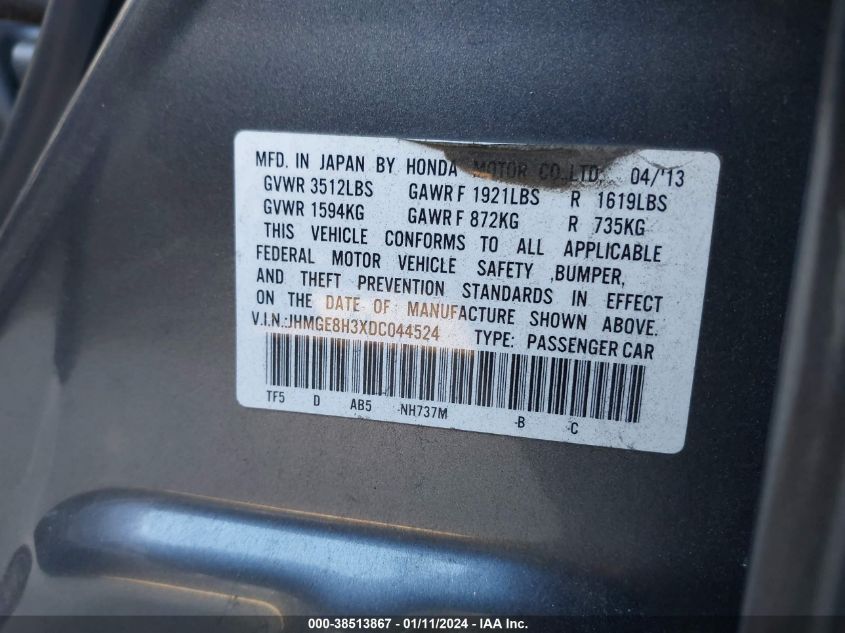 MFD. IN JAPAN BY HONDA MOTOR CO.,LTD. 04/'13
GVWR 3512LBS GAWR F 1921LBS R 1619LBS
GVWR 1594KG GAWR F 872KG R 735KG
THIS VEHICLE CONFORMS TO ALL APPLICABLE
FEDERAL MOTOR VEHICLE SAFETY ,BUMPER,
AND THEFT PREVENTION STANDARDS IN EFFECT
ON THE DATE OF MANUFACTURE SHOWN ABOVE.
V.I.N.:JHMGE8H3XDC044524 TYPE: PASSENGER CAR
TF5 D AB5 -NH737M -B -C
000-38513867 - 01/11/2024 - IAA Inc.